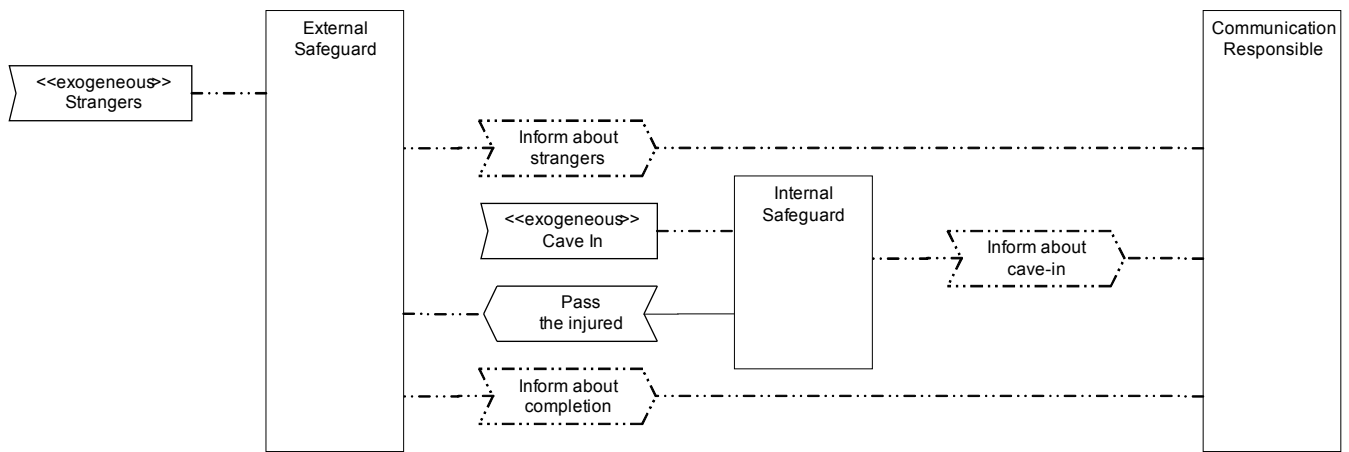 External
Safeguard
Communication
Responsible
<<exogeneous>>
Strangers
Inform about
strangers
Internal
Safeguard
<<exogeneous>>
Cave In
Inform about
cave-in
Pass
the injured
Inform about
completion